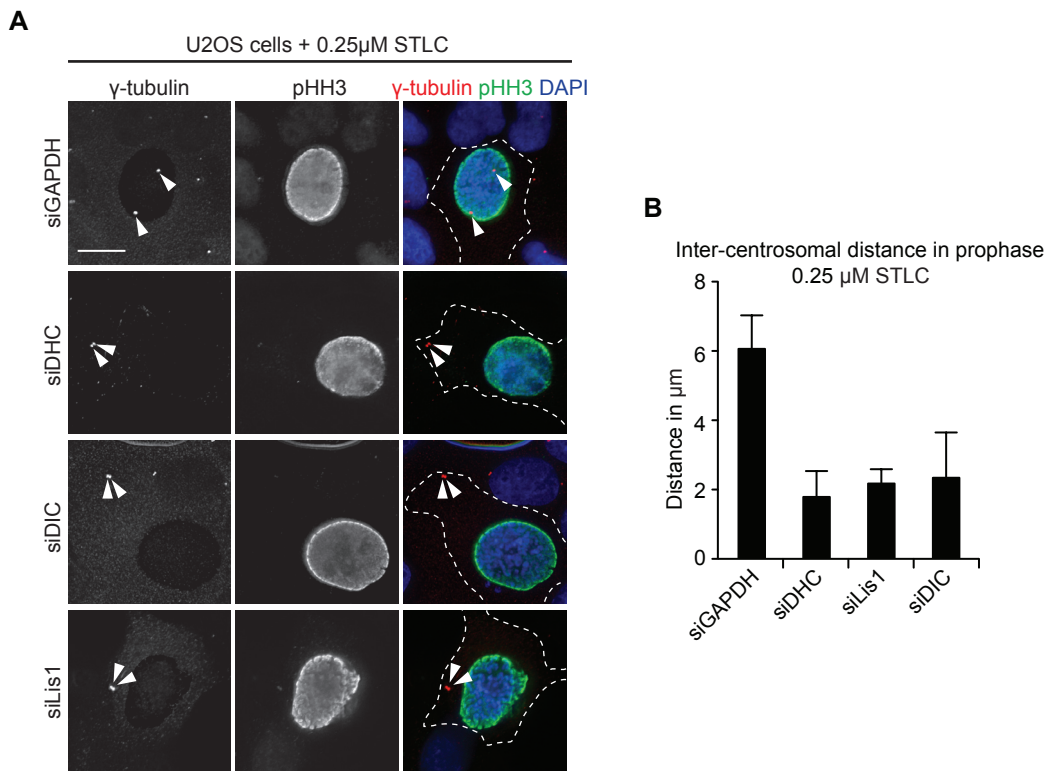 A
U2OS cells + 0.25µM STLC
γ-tubulin pHH3 γ-tubulin pHH3 DAPI
siGAPDH
siDHC
siDIC
siLis1
B
Inter-centrosomal distance in prophase
0.25 µM STLC
Distance in µm
8
6
4
2
0
siGAPDH siDHC siLis1 siDIC